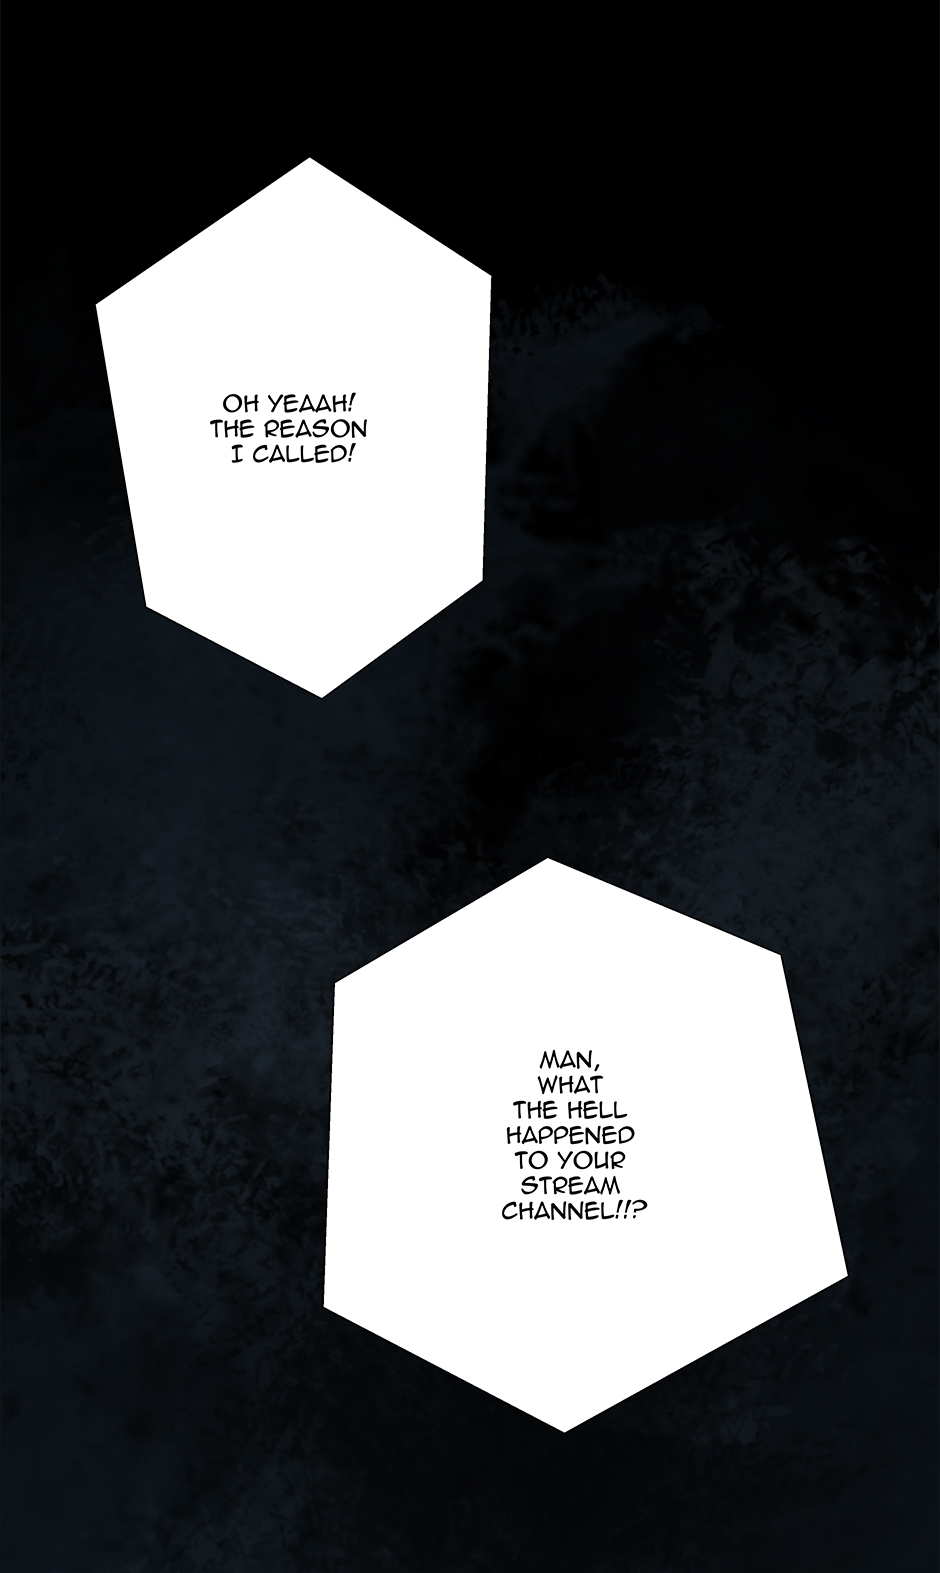 OH YEAAH!
THE REASON
I CALLED!
MAN,
WHAT
THE HELL
HAPPENED
TO YOUR
STREAM
CHANNEL!!?